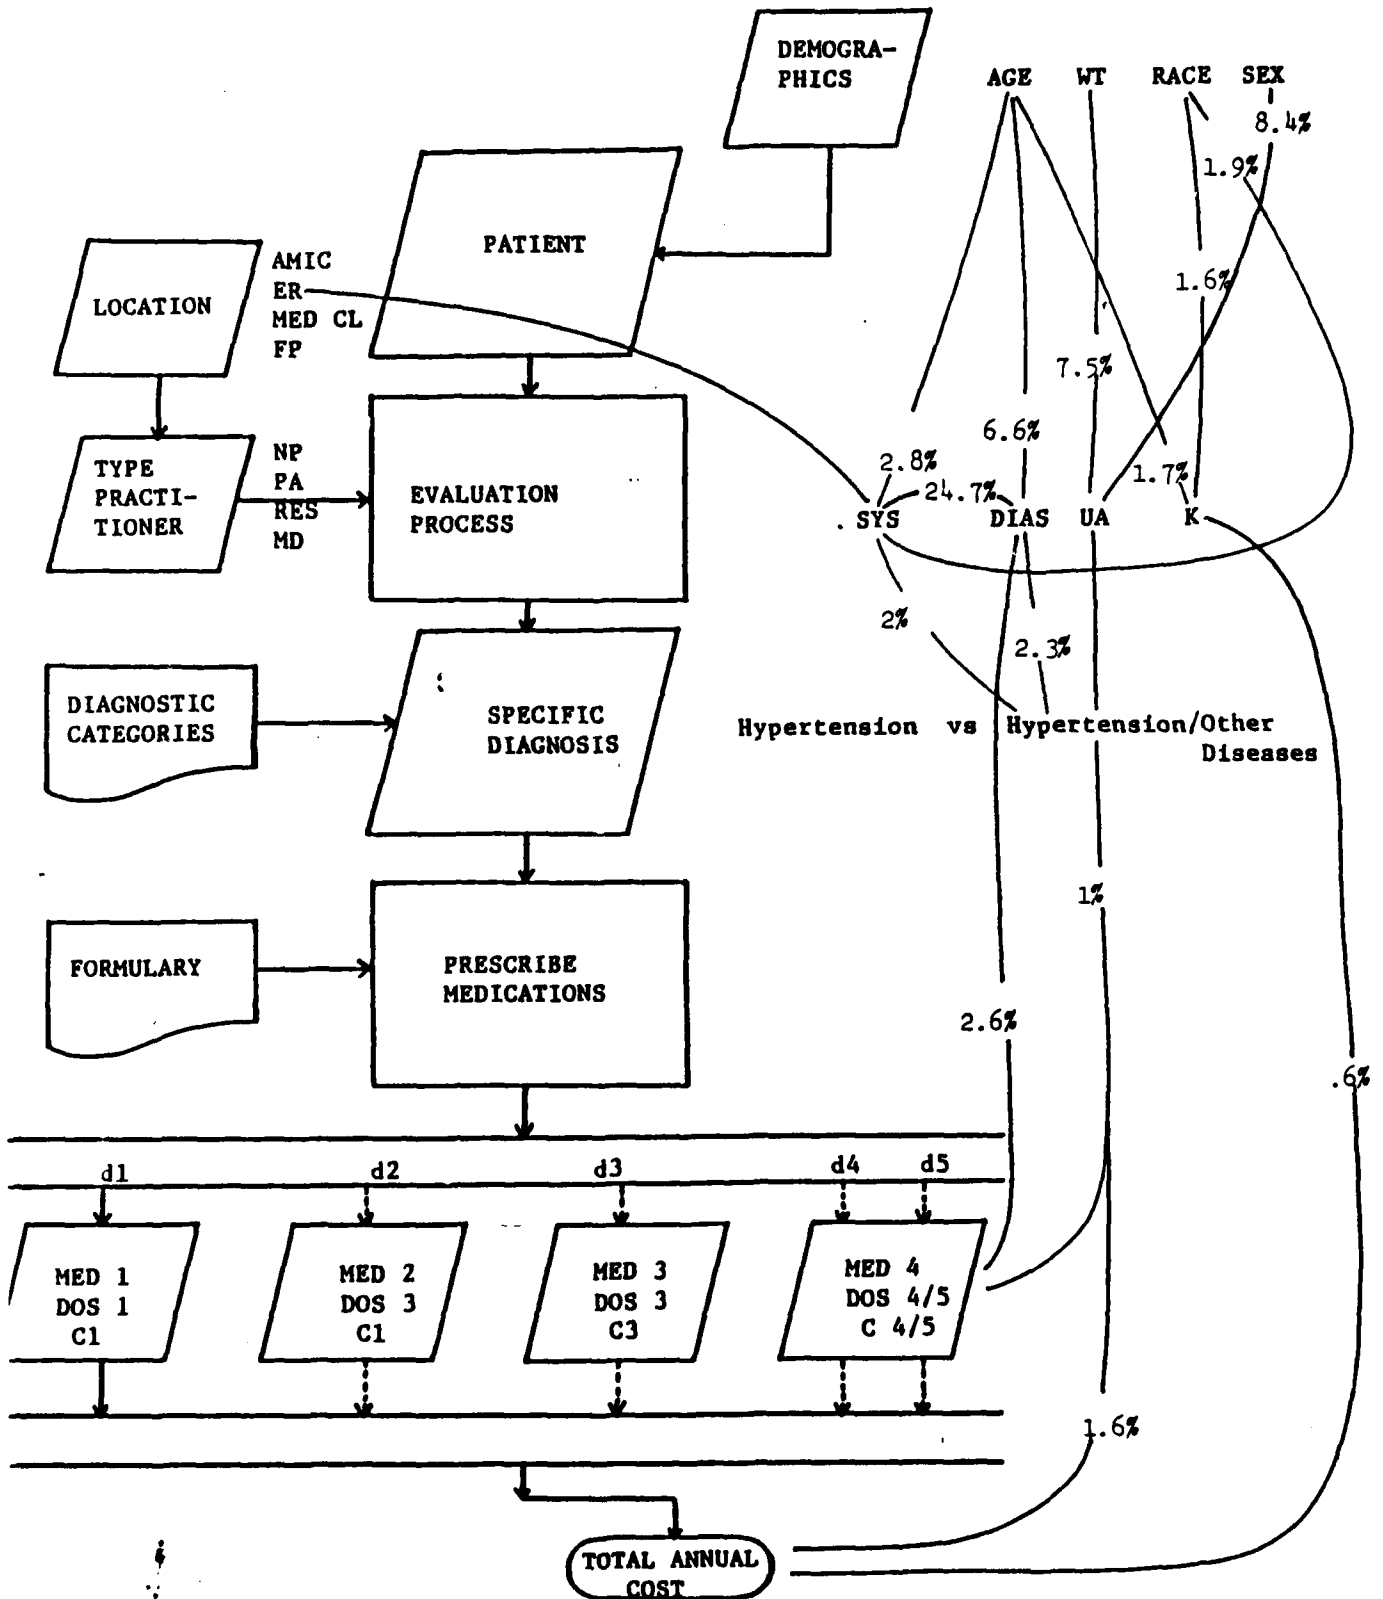 DEMOGRA-
PHICS
AGE WT RACE SEX
8.4%
1.9%
PATIENT
LOCATION
AMIC
ER
MED CL
FP
1.6%
7.5%
6.6%
2.8%
1.7%
24.7%
TYPE
PRACTI-
TIONER
NP
PA
RES
MD
EVALUATION
PROCESS
SYS DIAS UA K
2%
2.3%
DIAGNOSTIC
CATEGORIES
SPECIFIC
DIAGNOSIS
Hypertension vs Hypertension/Other
Diseases
1%
FORMULARY
PRESCRIBE
MEDICATIONS
2.6%
.6%
d1 d2 d3 d4 d5
MED 1
DOS 1
C1
MED 2
DOS 3
C1
MED 3
DOS 3
C3
MED 4
DOS 4/5
C 4/5
1.6%
TOTAL ANNUAL
COST